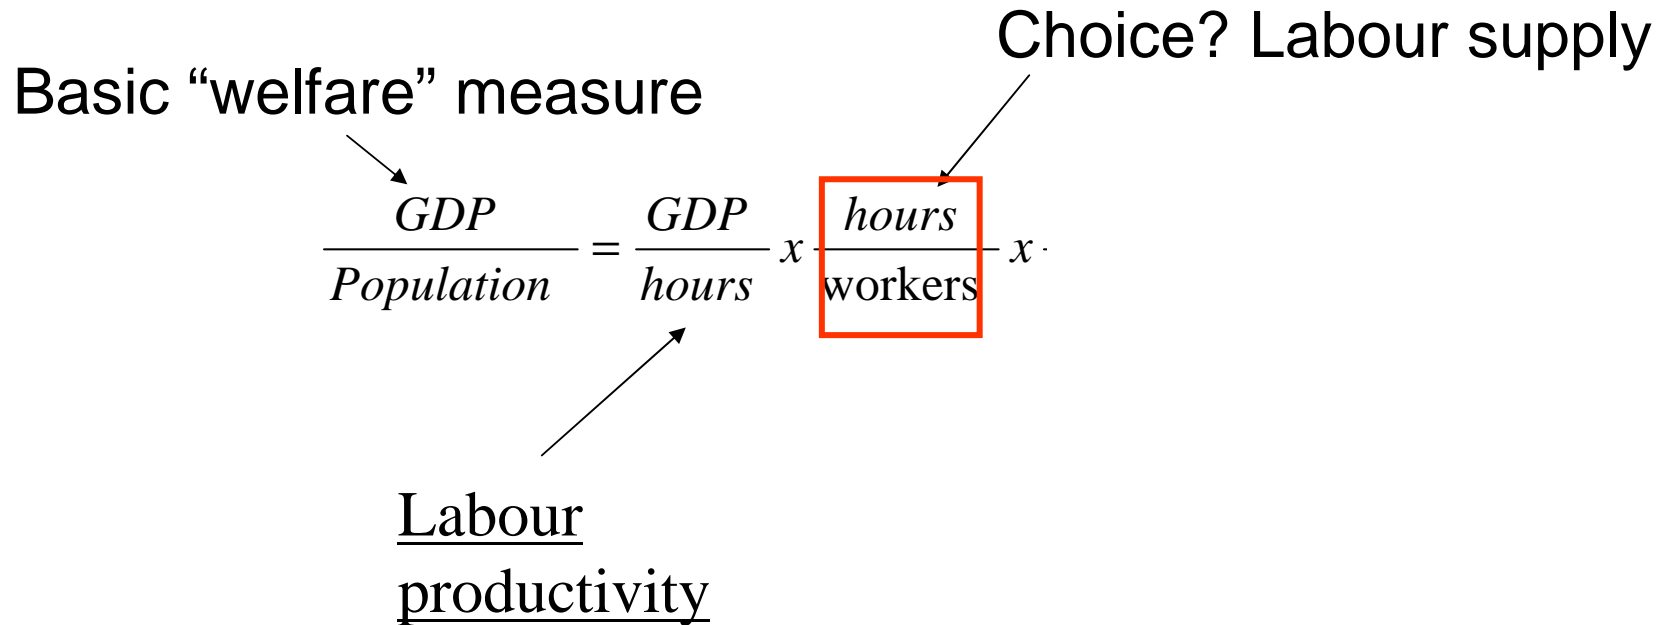 Choice? Labour supply
Basic “welfare” measure
GDP / Population = GDP / hours x hours / workers x
Labour
productivity